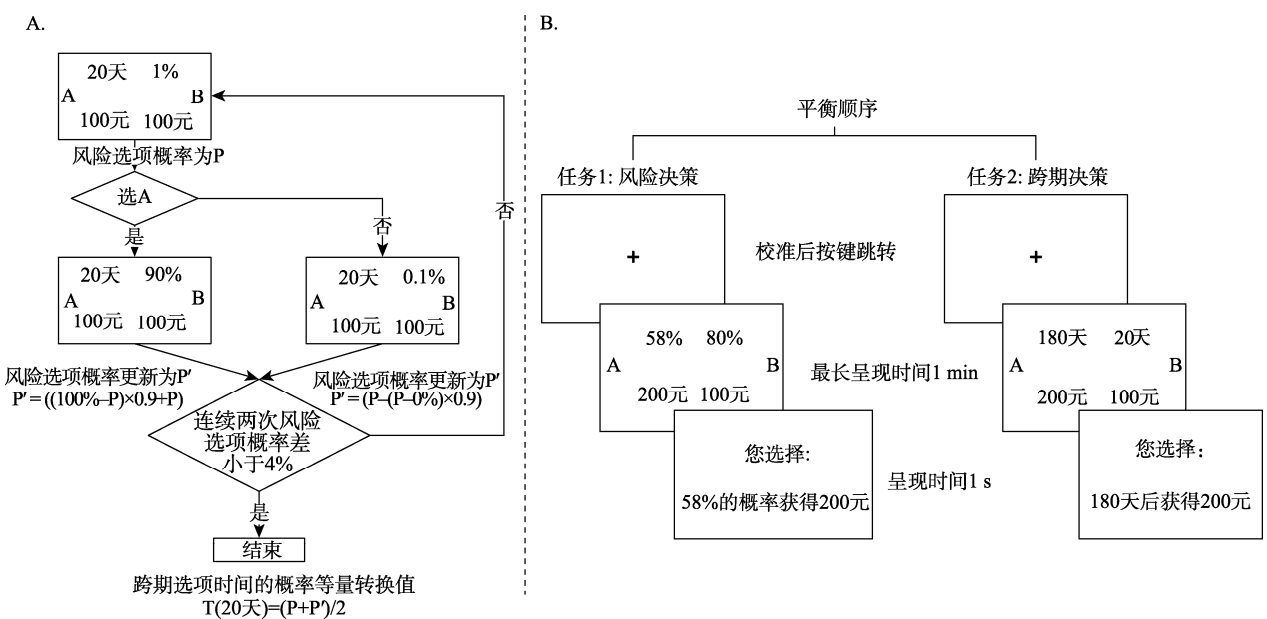 A.
20天 1%
A B
100元 100元
风险选项概率为P
选A
是
否
否
20天 90%
A B
100元 100元
20天 0.1%
A B
100元 100元
风险选项概率更新为P′
P′ = ((100%–P)×0.9+P)
风险选项概率更新为P′
P′ = (P–(P–0%)×0.9)
连续两次风险
选项概率差
小于4%
是
结束
跨期选项时间的概率等量转换值
T(20天)=(P+P′)/2
B.
平衡顺序
任务1: 风险决策
任务2: 跨期决策
+
校准后按键跳转
+
58% 80%
A B
200元 100元
最长呈现时间1 min
180天 20天
A B
200元 100元
您选择:
58%的概率获得200元
呈现时间1 s
您选择：
180天后获得200元